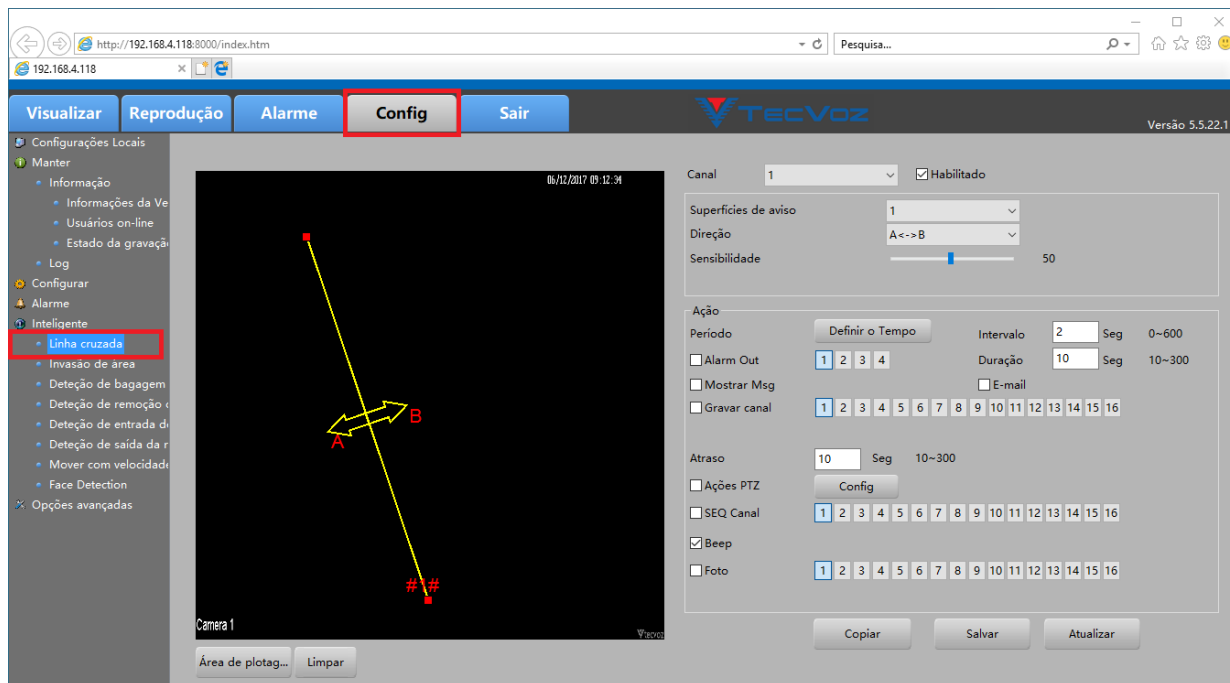 http://192.168.4.118:8000/index.htm
Pesquisa...
192.168.4.118
Visualizar Reprodução Alarme Config Sair
TECVOZ
Versão 5.5.22.1
Configurações Locais
Manter
Informação
Informações da Ve
Usuários on-line
Estado da gravaçã
Log
Configurar
Alarme
Inteligente
Linha cruzada
Invasão de área
Deteção de bagagem
Deteção de remoção
Deteção de entrada d
Deteção de saída da r
Mover com velocidad
Face Detection
Opções avançadas
06/12/2017 09:12:34
A B
#1#
Camera 1
Tecvoz
Área de plotag... Limpar
Canal 1 Habilitado
Superfícies de aviso 1
Direção A<->B
Sensibilidade 50
Ação
Período Definir o Tempo Intervalo 2 Seg 0~600
Alarm Out 1 2 3 4 Duração 10 Seg 10~300
Mostrar Msg E-mail
Gravar canal 1 2 3 4 5 6 7 8 9 10 11 12 13 14 15 16
Atraso 10 Seg 10~300
Ações PTZ Config
SEQ Canal 1 2 3 4 5 6 7 8 9 10 11 12 13 14 15 16
Beep
Foto 1 2 3 4 5 6 7 8 9 10 11 12 13 14 15 16
Copiar Salvar Atualizar